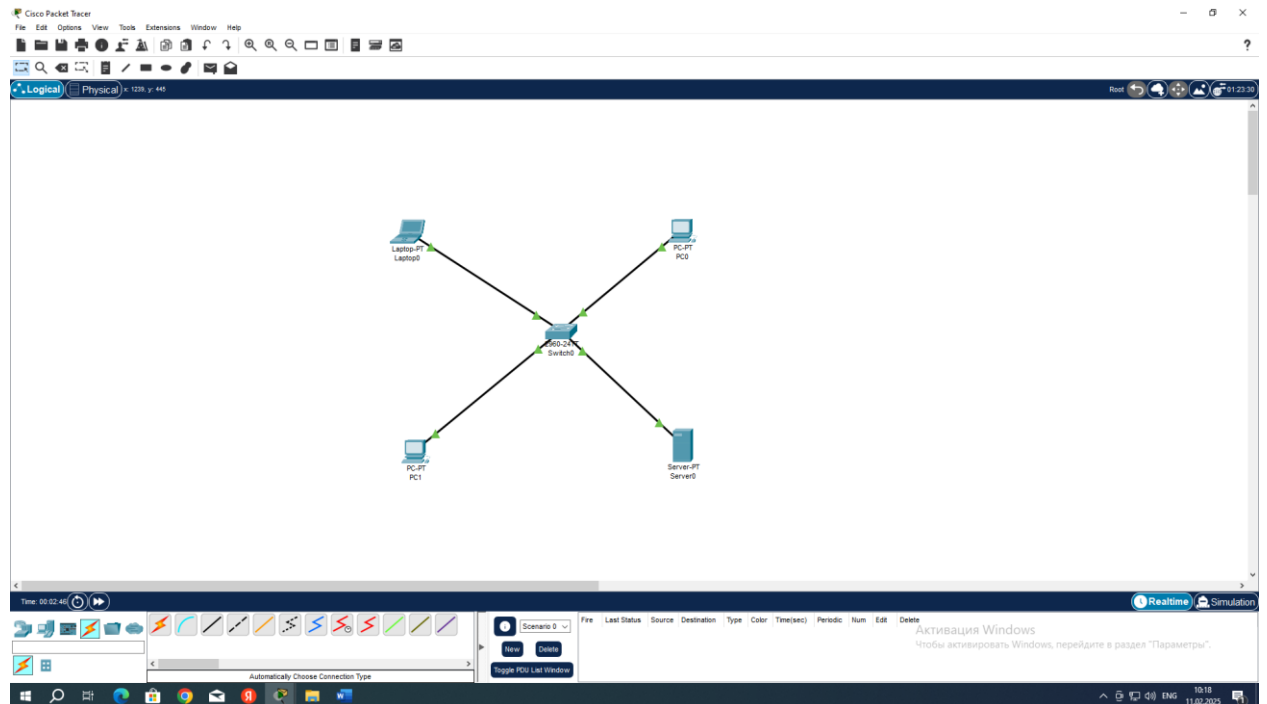 Cisco Packet Tracer
File Edit Options View Tools Extensions Window Help
?
Logical Physical x: 1239, y: 445 Root 01:23:30
Laptop-PT
Laptop0
PC-PT
PC0
Switch0
PC-PT
PC1
Server-PT
Server0
Time: 00:02:46 Realtime Simulation
Scenario 0
New Delete
Toggle PDU List Window
Fire Last Status Source Destination Type Color Time(sec) Periodic Num Edit Delete
Активация Windows
Чтобы активировать Windows, перейдите в раздел "Параметры".
Automatically Choose Connection Type
ENG 10:18
11.02.2025